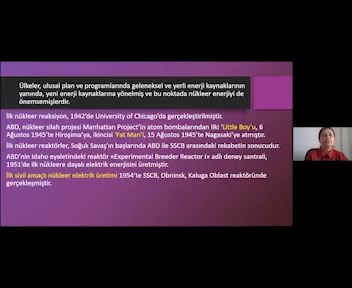 Ülkeler, ulusal plan ve programlarında geleneksel ve yerli enerji kaynaklarının
yanında, yeni enerji kaynaklarına yönelmiş ve bu noktada nükleer enerjiyi de
önemsemişlerdir.
İlk nükleer reaksiyon, 1942'de University of Chicago'da gerçekleştirilmiştir.
ABD, nükleer silah projesi Manhattan Project'in atom bombalarından ilki 'Little Boy'u, 6
Ağustos 1945'te Hiroşima'ya, ikincisi 'Fat Man'i, 15 Ağustos 1945'te Nagasaki'ye atmıştır.
İlk nükleer reaktörler, Soğuk Savaş'ın başlarında ABD ile SSCB arasındaki rekabetin sonucudur.
ABD'nin Idaho eyaletindeki reaktör «Experimental Breeder Reactor I» adlı deney santrali,
1951'de ilk nükleere dayalı elektrik enerjisini üretmiştir.
İlk sivil amaçlı nükleer elektrik üretimi 1954'te SSCB, Obninsk, Kaluga Oblast reaktöründe
gerçekleşmiştir.